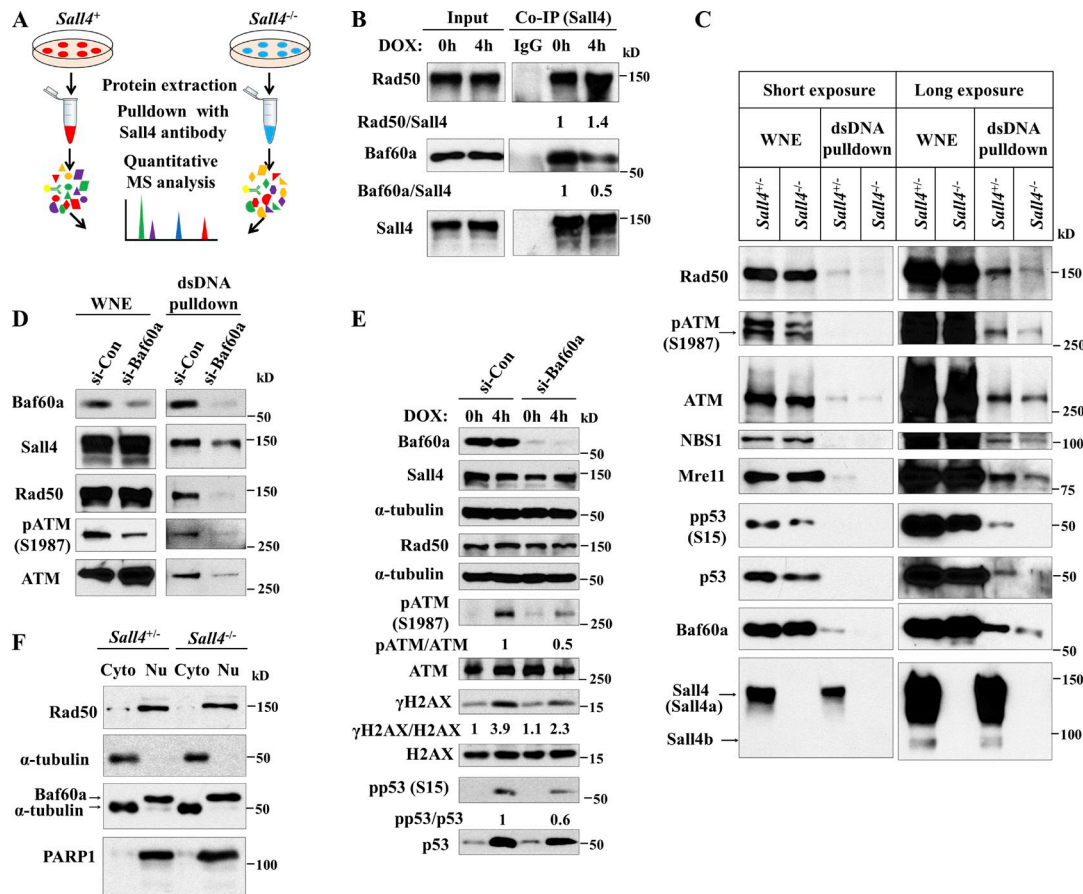 A
Sall4⁺
Sall4⁻/⁻
Protein extraction
Pulldown with
Sall4 antibody
Quantitative
MS analysis
B
Input
Co-IP (Sall4)
DOX: 0h 4h IgG 0h 4h kD
Rad50
150
Rad50/Sall4 1 1.4
Baf60a
50
Baf60a/Sall4 1 0.5
Sall4
150
C
Short exposure
Long exposure
WNE
dsDNA
pulldown
WNE
dsDNA
pulldown
Sall4⁺/⁻ Sall4⁻/⁻ Sall4⁺/⁻ Sall4⁻/⁻ Sall4⁺/⁻ Sall4⁻/⁻ Sall4⁺/⁻ Sall4⁻/⁻
kD
Rad50
150
pATM
(S1987)
250
ATM
250
NBS1
100
Mre11
75
pp53
(S15)
50
p53
50
Baf60a
50
Sall4
(Sall4a)
150
Sall4b
100
D
WNE
dsDNA
pulldown
si-Con si-Baf60a si-Con si-Baf60a
kD
Baf60a
50
Sall4
150
Rad50
150
pATM
(S1987)
250
ATM
250
E
si-Con si-Baf60a
DOX: 0h 4h 0h 4h kD
Baf60a
50
Sall4
150
α-tubulin
50
Rad50
150
α-tubulin
50
pATM
(S1987)
250
pATM/ATM 1 0.5
ATM
250
γH2AX
15
γH2AX/H2AX 1 3.9 1.1 2.3
H2AX
15
pp53 (S15)
50
pp53/p53 1 0.6
p53
50
F
Sall4⁺/⁻ Sall4⁻/⁻
Cyto Nu Cyto Nu kD
Rad50
150
α-tubulin
50
Baf60a
α-tubulin
50
PARP1
100